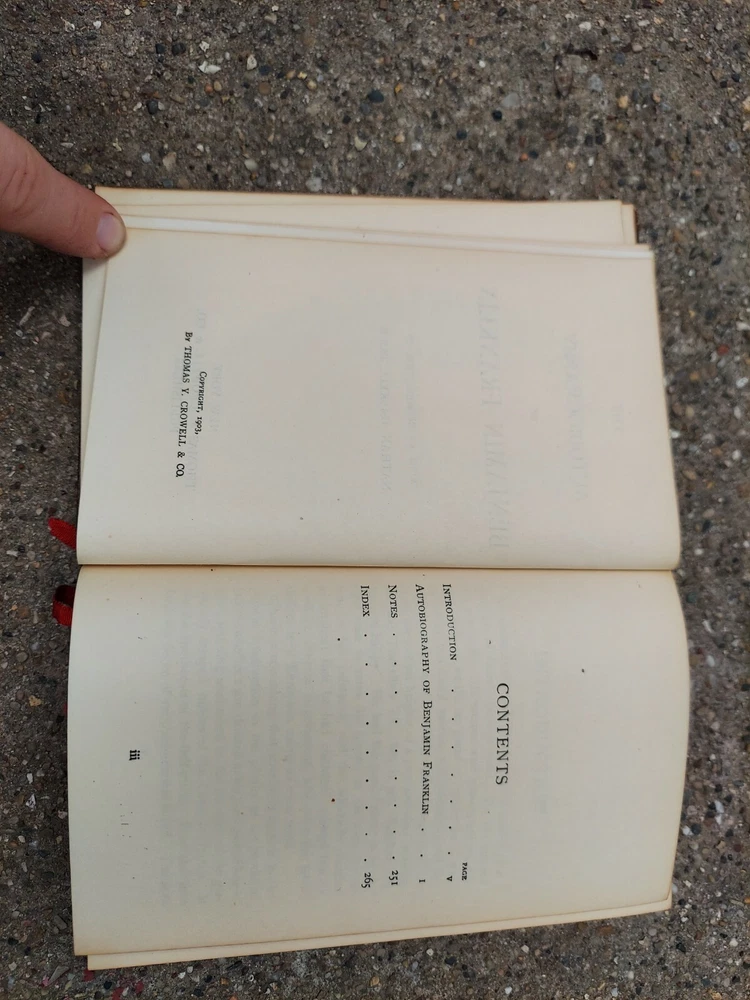 Copyright, 1903,
By THOMAS Y. CROWELL & CO.
CONTENTS
PAGE
Introduction . . . . . . . v
Autobiography of Benjamin Franklin . . 1
Notes . . . . . . . . . 251
Index . . . . . . . . . 265
iii